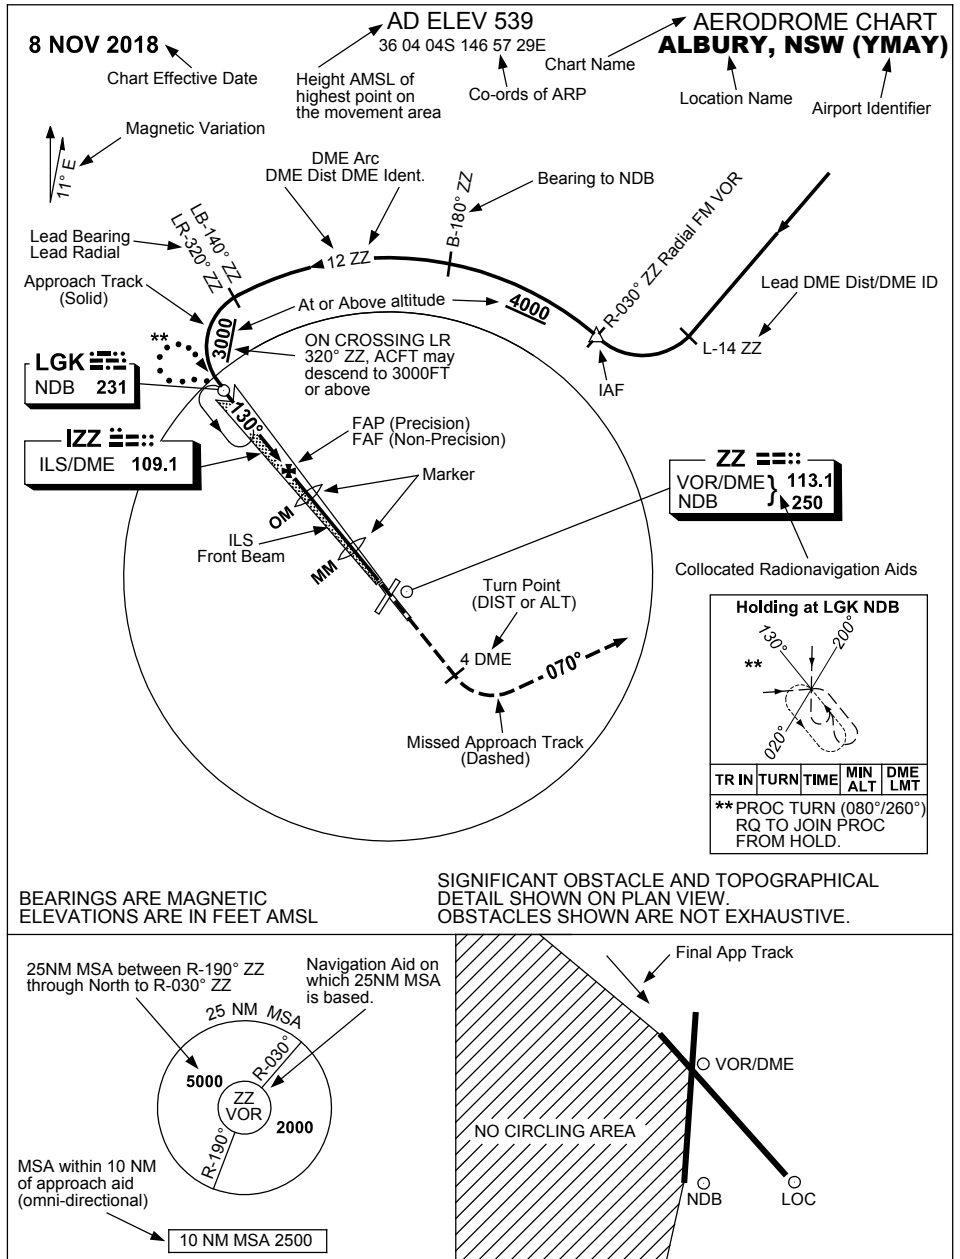 8 NOV 2018
Chart Effective Date
AD ELEV 539
36 04 04S 146 57 29E
Height AMSL of
highest point on
the movement area
Co-ords of ARP
Chart Name
AERODROME CHART
ALBURY, NSW (YMAY)
Location Name
Airport Identifier
Magnetic Variation
11° E
DME Arc
DME Dist DME Ident.
Bearing to NDB
B-180° ZZ
R-030° ZZ Radial FM VOR
Lead Bearing
Lead Radial
LB-140° ZZ
LR-320° ZZ
12 ZZ
Lead DME Dist/DME ID
Approach Track
(Solid)
At or Above altitude
4000
3000
**
ON CROSSING LR
320° ZZ, ACFT may
descend to 3000FT
or above
L-14 ZZ
IAF
LGK
NDB 231
130°
FAP (Precision)
FAF (Non-Precision)
IZZ
ILS/DME 109.1
Marker
OM
ILS
Front Beam
MM
ZZ
VOR/DME } 113.1
NDB 250
Collocated Radionavigation Aids
Turn Point
(DIST or ALT)
4 DME
070°
Missed Approach Track
(Dashed)
Holding at LGK NDB
130°
200°
**
020°
TR IN TURN TIME MIN ALT DME LMT
** PROC TURN (080°/260°)
RQ TO JOIN PROC
FROM HOLD.
BEARINGS ARE MAGNETIC
ELEVATIONS ARE IN FEET AMSL
SIGNIFICANT OBSTACLE AND TOPOGRAPHICAL
DETAIL SHOWN ON PLAN VIEW.
OBSTACLES SHOWN ARE NOT EXHAUSTIVE.
25NM MSA between R-190° ZZ
through North to R-030° ZZ
Navigation Aid on
which 25NM MSA
is based.
25 NM MSA
R-030°
5000
ZZ
VOR
2000
R-190°
MSA within 10 NM
of approach aid
(omni-directional)
10 NM MSA 2500
Final App Track
VOR/DME
NO CIRCLING AREA
NDB
LOC